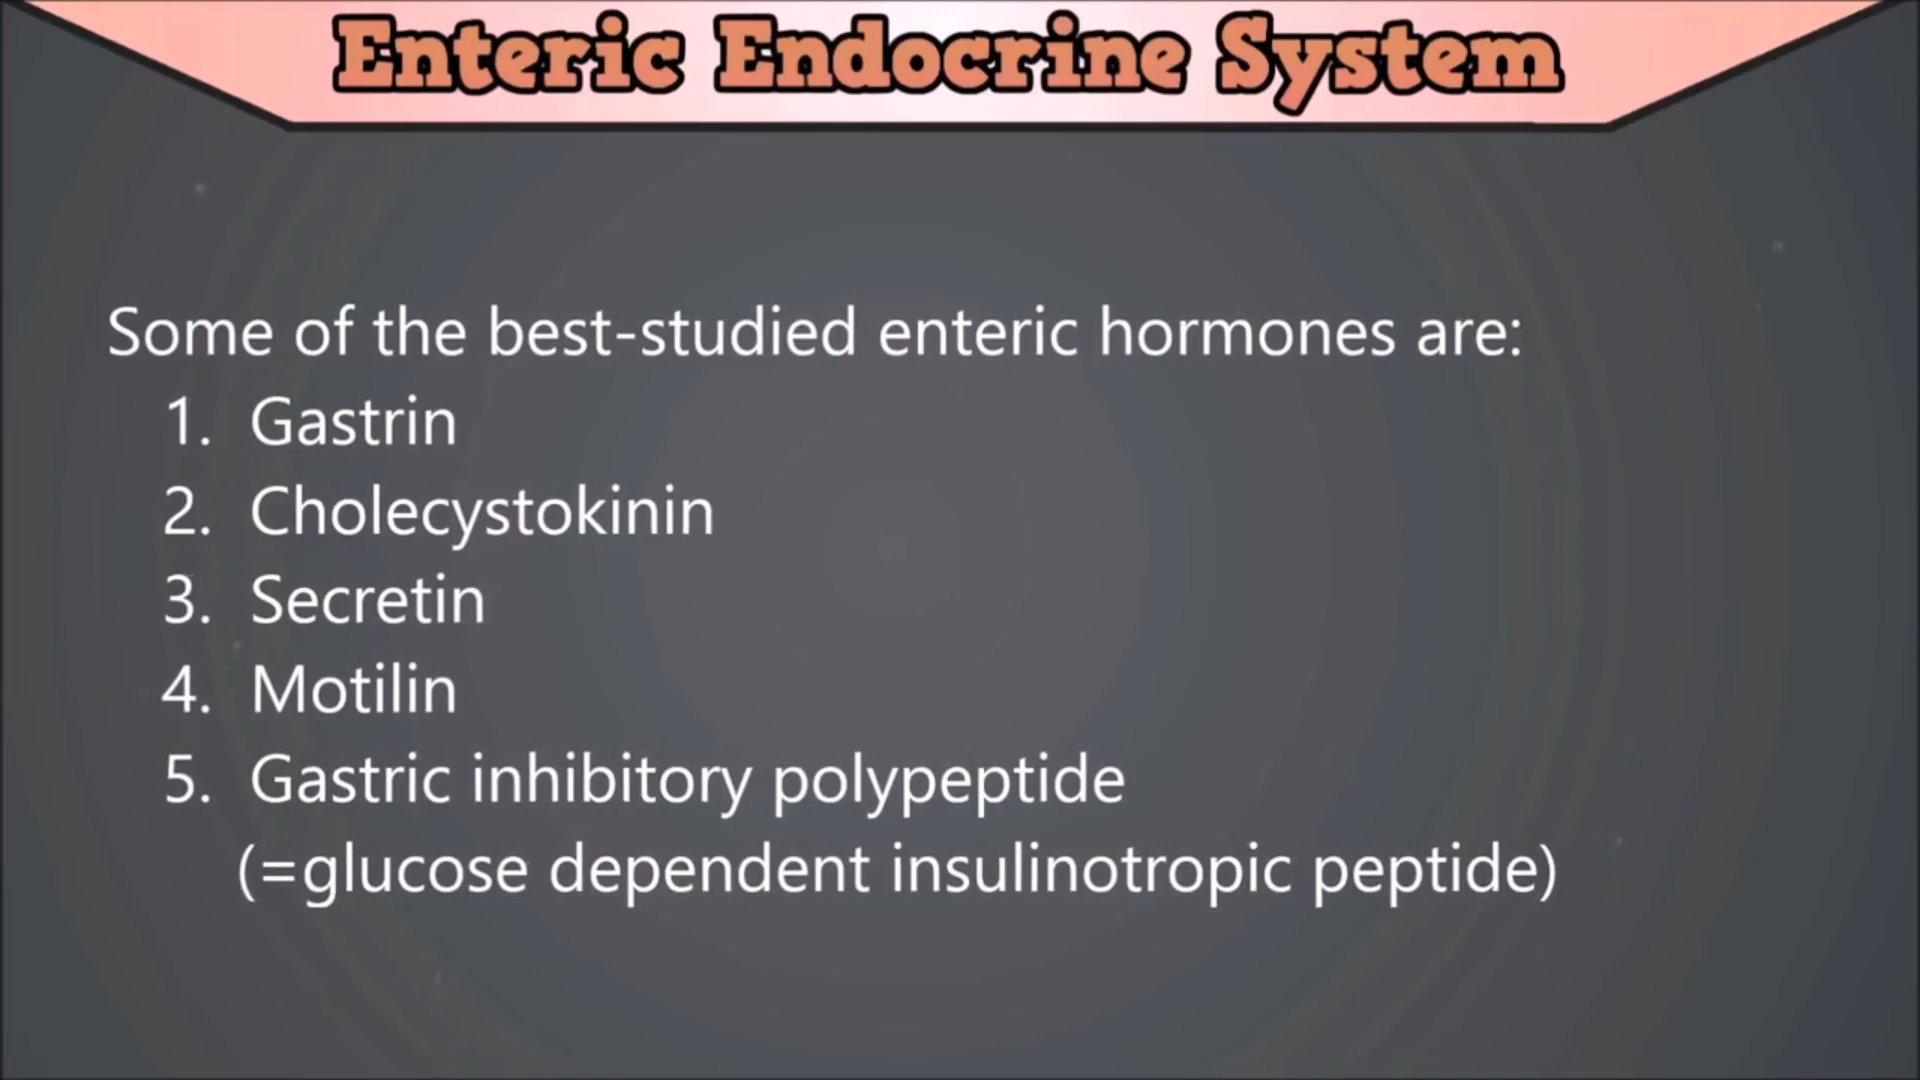 Enteric Endocrine System
Some of the best-studied enteric hormones are:
1. Gastrin
2. Cholecystokinin
3. Secretin
4. Motilin
5. Gastric inhibitory polypeptide
(=glucose dependent insulinotropic peptide)